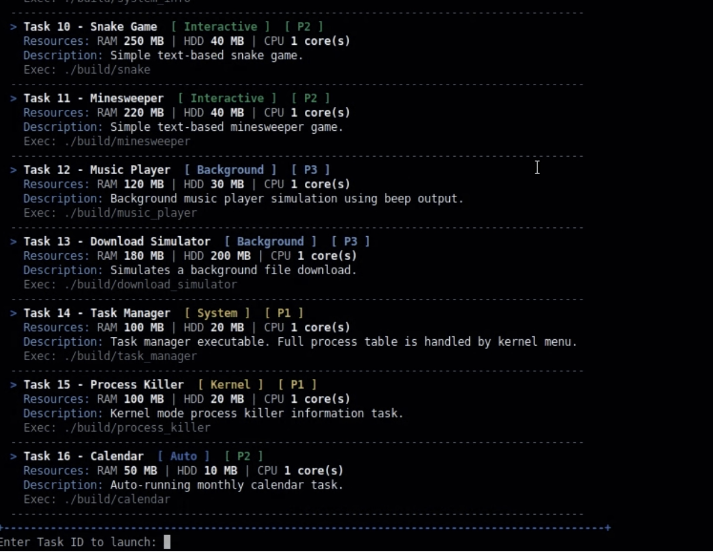 Exec: ./build/system_info
--------------------------------------------------------------------------------------
> Task 10 - Snake Game [ Interactive ] [ P2 ]
Resources: RAM 250 MB | HDD 40 MB | CPU 1 core(s)
Description: Simple text-based snake game.
Exec: ./build/snake
--------------------------------------------------------------------------------------
> Task 11 - Minesweeper [ Interactive ] [ P2 ]
Resources: RAM 220 MB | HDD 40 MB | CPU 1 core(s)
Description: Simple text-based minesweeper game.
Exec: ./build/minesweeper
--------------------------------------------------------------------------------------
> Task 12 - Music Player [ Background ] [ P3 ]
Resources: RAM 120 MB | HDD 30 MB | CPU 1 core(s)
Description: Background music player simulation using beep output.
Exec: ./build/music_player
--------------------------------------------------------------------------------------
> Task 13 - Download Simulator [ Background ] [ P3 ]
Resources: RAM 180 MB | HDD 200 MB | CPU 1 core(s)
Description: Simulates a background file download.
Exec: ./build/download_simulator
--------------------------------------------------------------------------------------
> Task 14 - Task Manager [ System ] [ P1 ]
Resources: RAM 100 MB | HDD 20 MB | CPU 1 core(s)
Description: Task manager executable. Full process table is handled by kernel menu.
Exec: ./build/task_manager
--------------------------------------------------------------------------------------
> Task 15 - Process Killer [ Kernel ] [ P1 ]
Resources: RAM 100 MB | HDD 20 MB | CPU 1 core(s)
Description: Kernel mode process killer information task.
Exec: ./build/process_killer
--------------------------------------------------------------------------------------
> Task 16 - Calendar [ Auto ] [ P2 ]
Resources: RAM 50 MB | HDD 10 MB | CPU 1 core(s)
Description: Auto-running monthly calendar task.
Exec: ./build/calendar
--------------------------------------------------------------------------------------
+------------------------------------------------------------------------------------------+
Enter Task ID to launch: